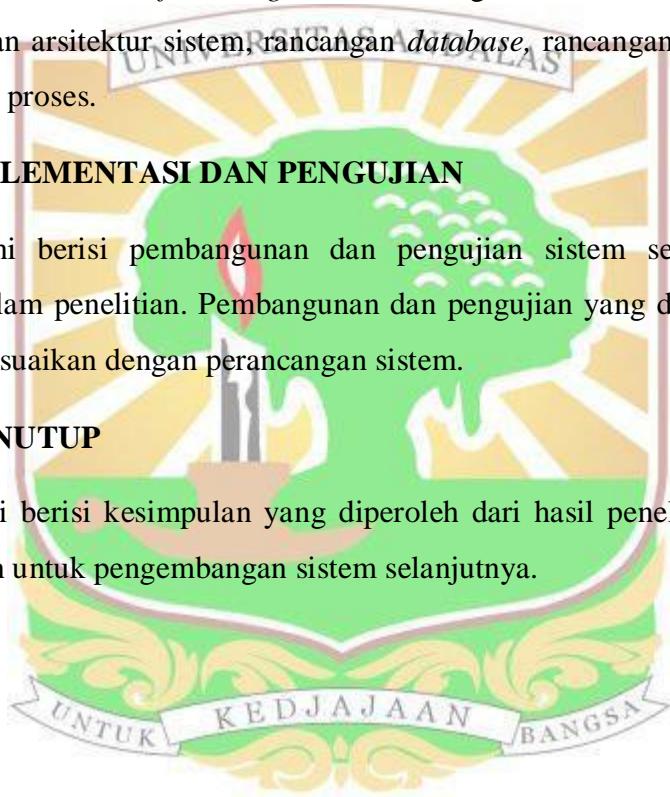 an arsitektur sistem, rancangan database, rancangan
UNIVERSITAS ANDALAS
proses.
LEMENTASI DAN PENGUJIAN
ni berisi pembangunan dan pengujian sistem se
lam penelitian. Pembangunan dan pengujian yang d
suaikan dengan perancangan sistem.
NUTUP
i berisi kesimpulan yang diperoleh dari hasil penel
n untuk pengembangan sistem selanjutnya.
UNTUK KEDJAJAAN BANGSA